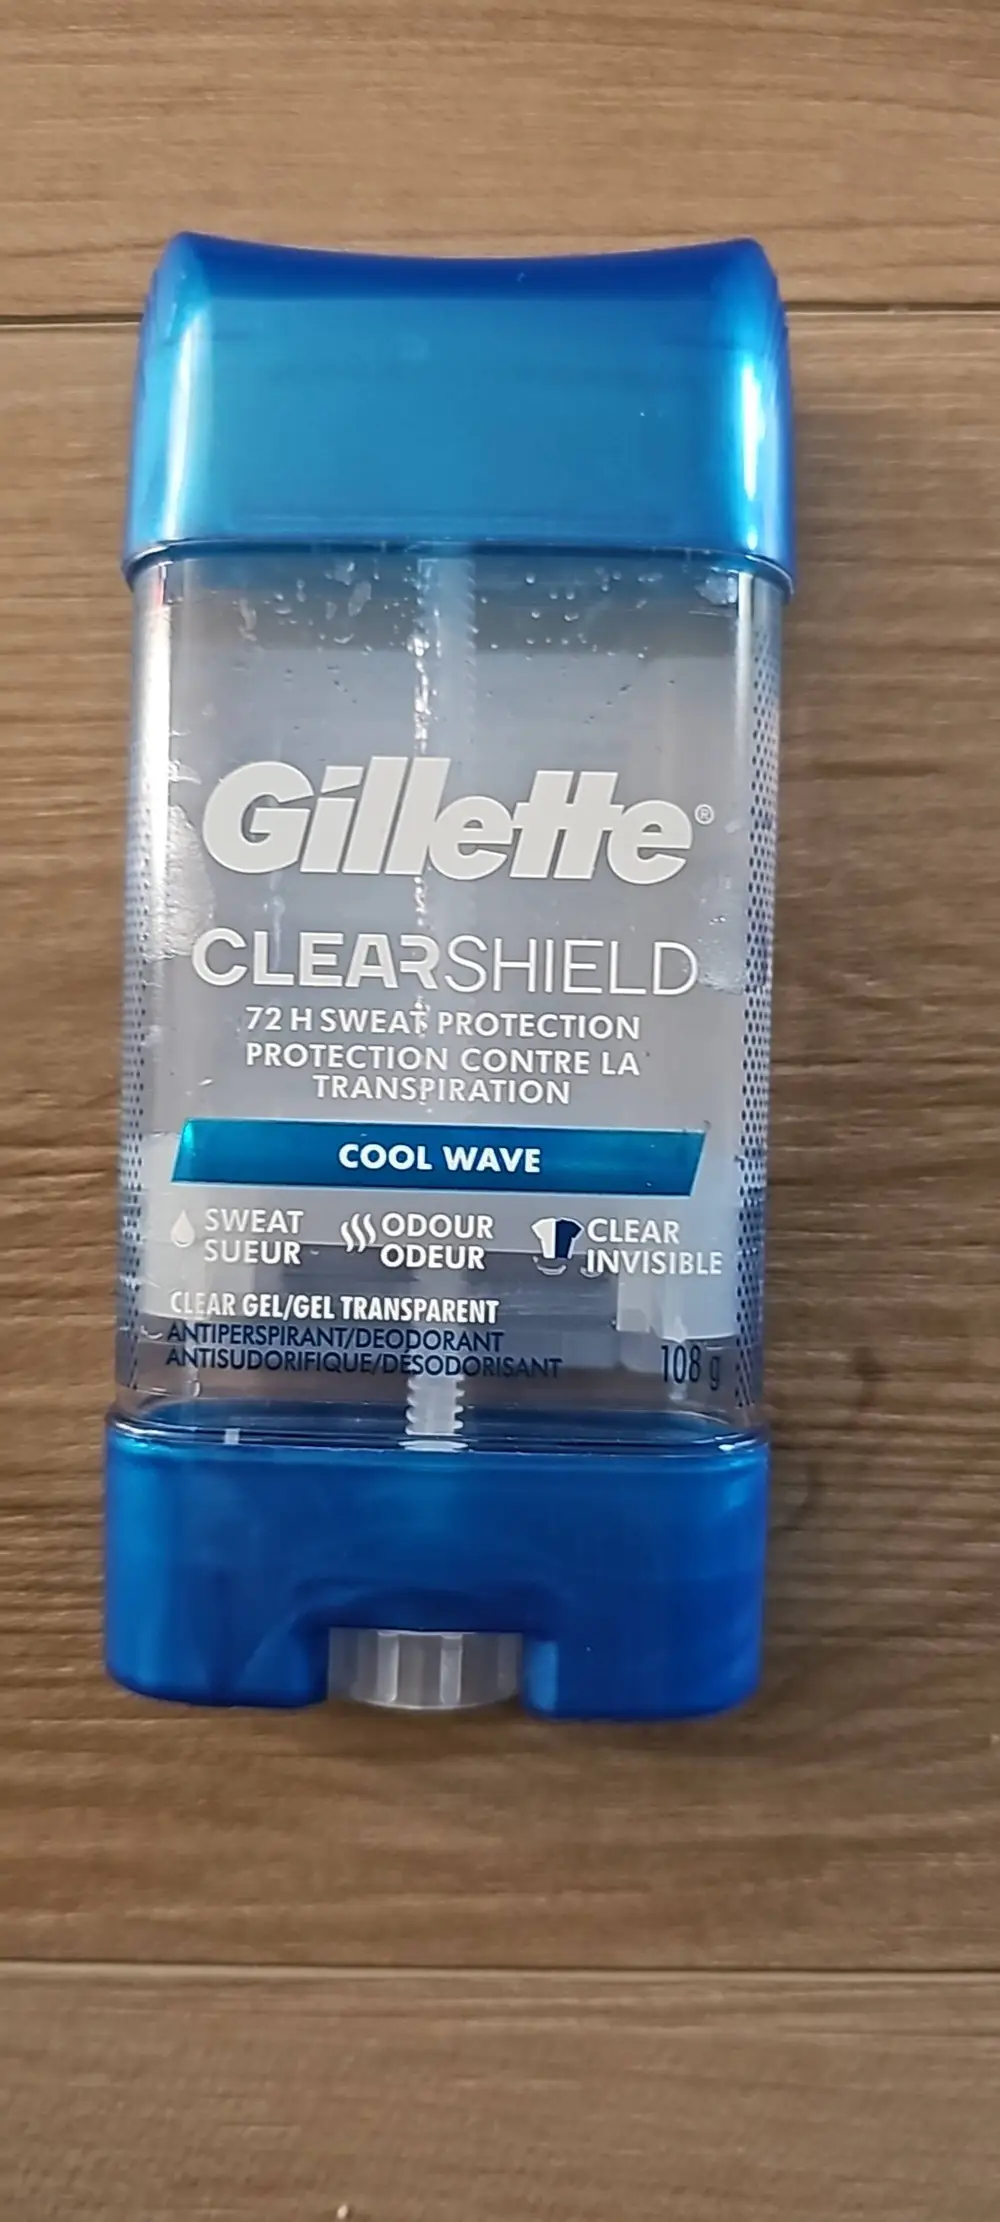 Gillette®
CLEARSHIELD
72 H SWEAT PROTECTION
PROTECTION CONTRE LA
TRANSPIRATION
COOL WAVE
SWEAT
SUEUR
ODOUR
ODEUR
CLEAR
INVISIBLE
CLEAR GEL/GEL TRANSPARENT
ANTIPERSPIRANT/DEODORANT
ANTISUDORIFIQUE/DÉSODORISANT
108 g